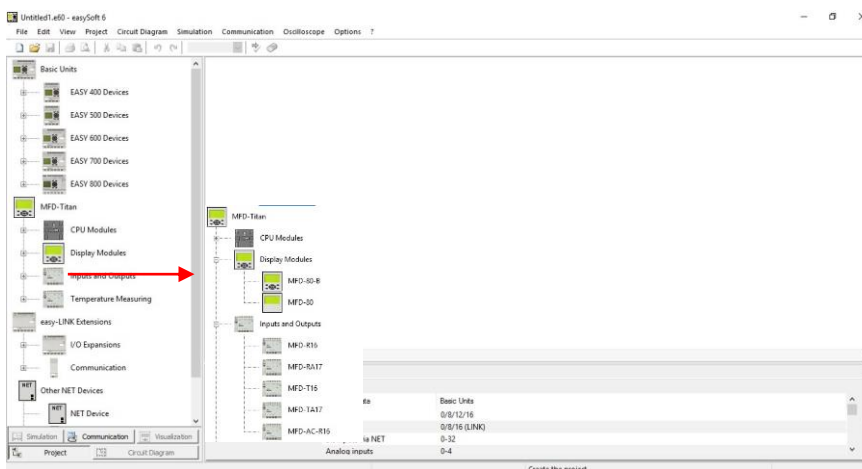 Untitled1.e60 - easySoft 6
File Edit View Project Circuit Diagram Simulation Communication Oscilloscope Options ?
Basic Units
EASY 400 Devices
EASY 500 Devices
EASY 600 Devices
EASY 700 Devices
EASY 800 Devices
MFD-Titan
CPU Modules
Display Modules
Inputs and Outputs
Temperature Measuring
easy-LINK Extensions
I/O Expansions
Communication
Other NET Devices
NET Device
Simulation Communication Visualization
Project Circuit Diagram
MFD-Titan
CPU Modules
Display Modules
MFD-80-B
MFD-80
Inputs and Outputs
MFD-R16
MFD-RA17
MFD-T16
MFD-TA17
MFD-AC-R16
Basic Units
0/8/12/16
0/8/16 (LINK)
NET 0-32
Analog inputs 0-4